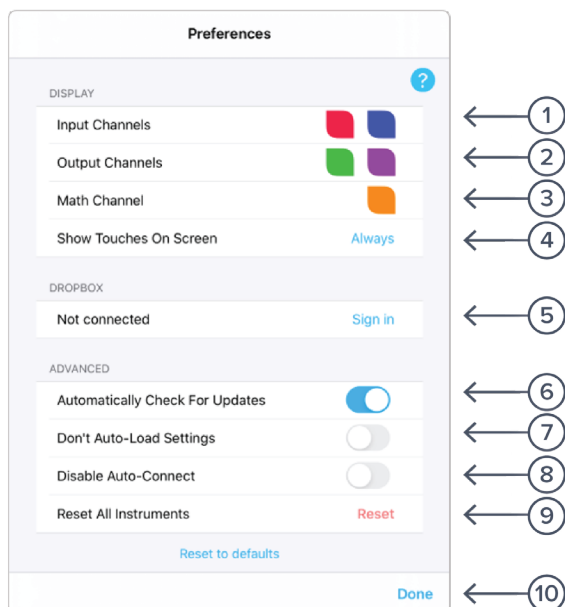 Preferences
?
DISPLAY
Input Channels 1
Output Channels 2
Math Channel 3
Show Touches On Screen Always 4
DROPBOX
Not connected Sign in 5
ADVANCED
Automatically Check For Updates 6
Don't Auto-Load Settings 7
Disable Auto-Connect 8
Reset All Instruments Reset 9
Reset to defaults
Done 10